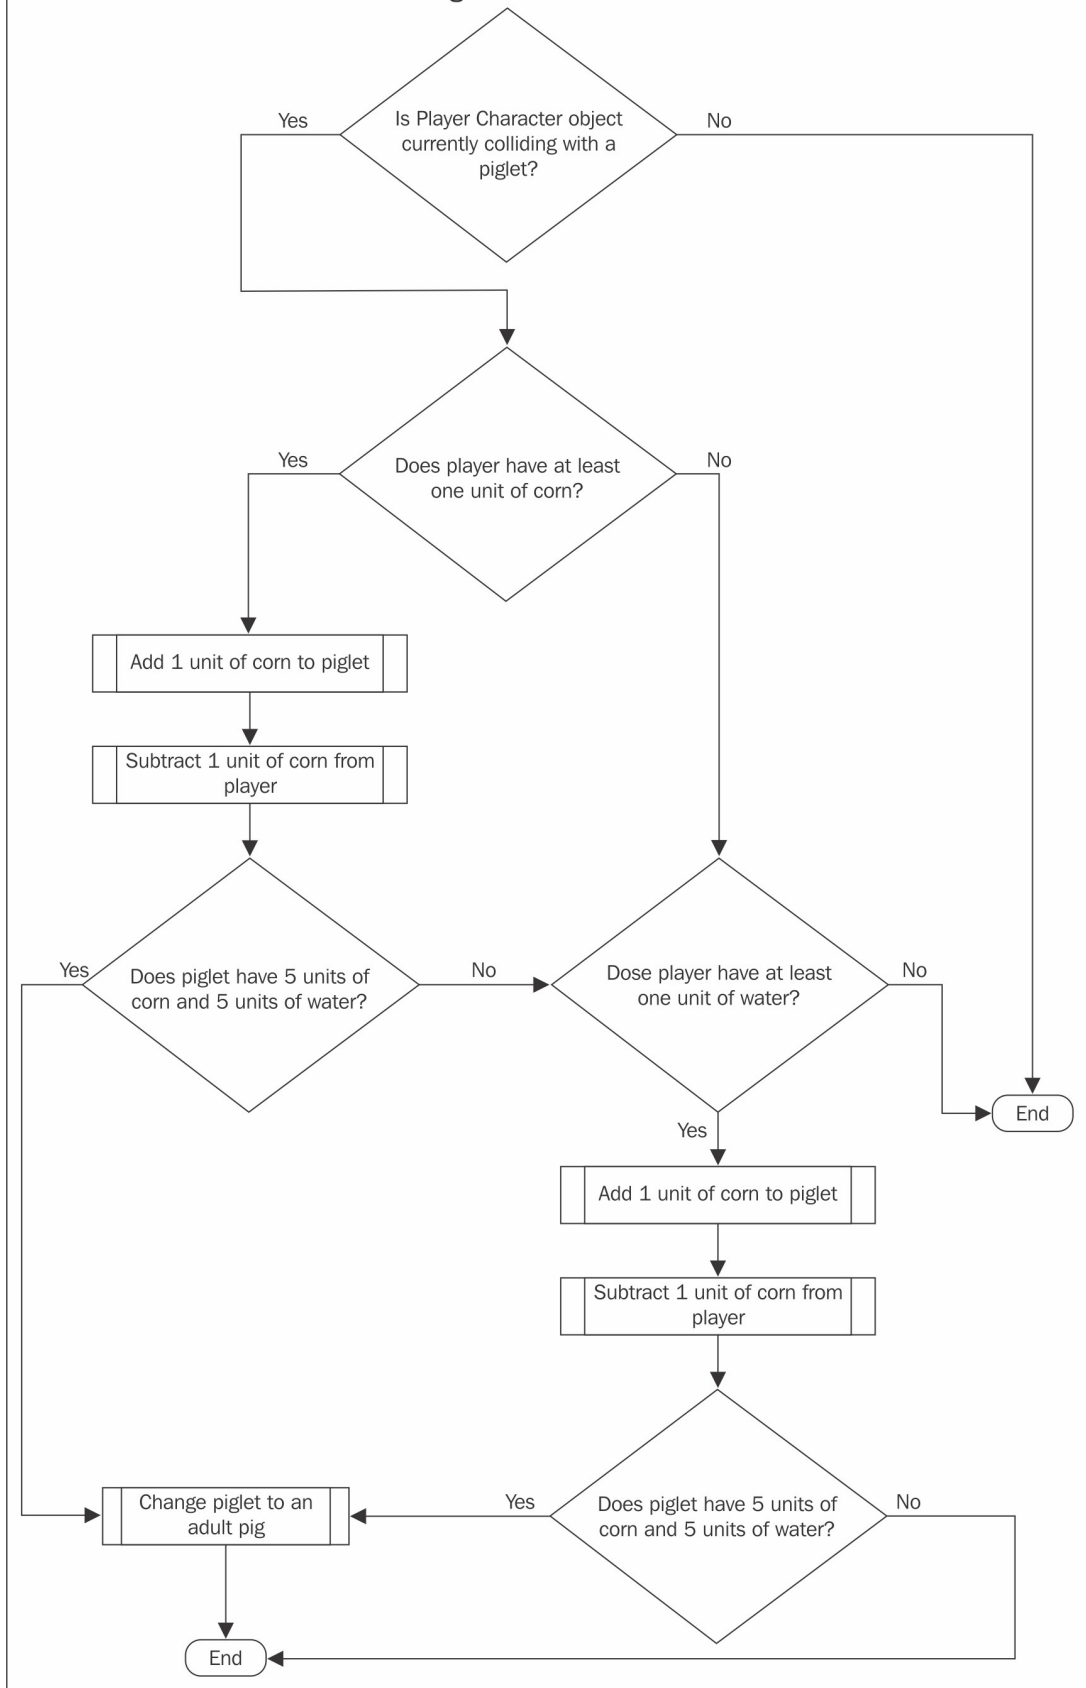 Yes
Is Player Character object
currently colliding with a
piglet?
No
Yes
Does player have at least
one unit of corn?
No
Add 1 unit of corn to piglet
Subtract 1 unit of corn from
player
Yes
Does piglet have 5 units of
corn and 5 units of water?
No
Dose player have at least
one unit of water?
No
End
Yes
Add 1 unit of corn to piglet
Subtract 1 unit of corn from
player
Change piglet to an
adult pig
Yes
Does piglet have 5 units of
corn and 5 units of water?
No
End